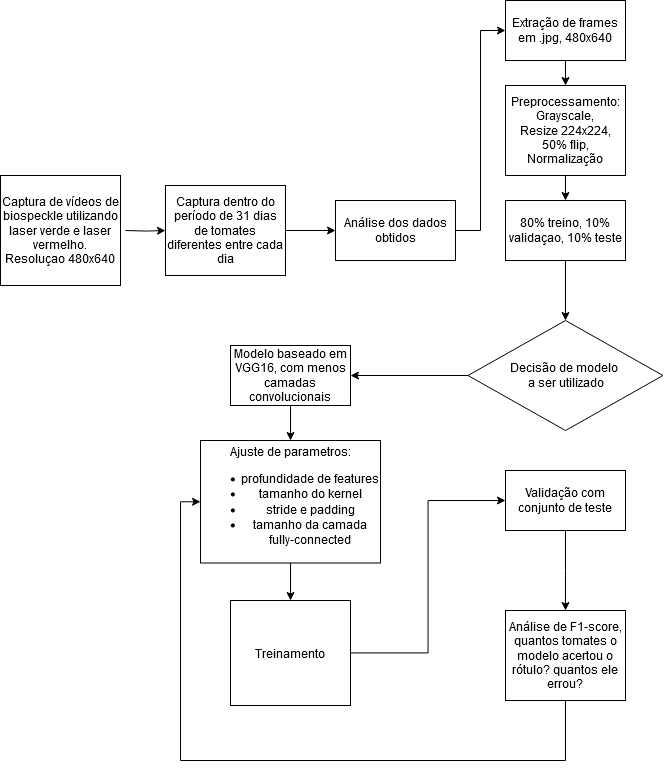 Captura de vídeos de
biospeckle utilizando
laser verde e laser
vermelho.
Resoluçao 480x640
Captura dentro do
período de 31 dias
de tomates
diferentes entre cada
dia
Análise dos dados
obtidos
Extração de frames
em .jpg, 480x640
Preprocessamento:
Grayscale,
Resize 224x224,
50% flip,
Normalização
80% treino, 10%
validaçao, 10% teste
Decisão de modelo
a ser utilizado
Modelo baseado em
VGG16, com menos
camadas
convolucionais
Ajuste de parametros:
• profundidade de features
• tamanho do kernel
• stride e padding
• tamanho da camada
fully-connected
Treinamento
Validação com
conjunto de teste
Análise de F1-score,
quantos tomates o
modelo acertou o
rótulo? quantos ele
errou?